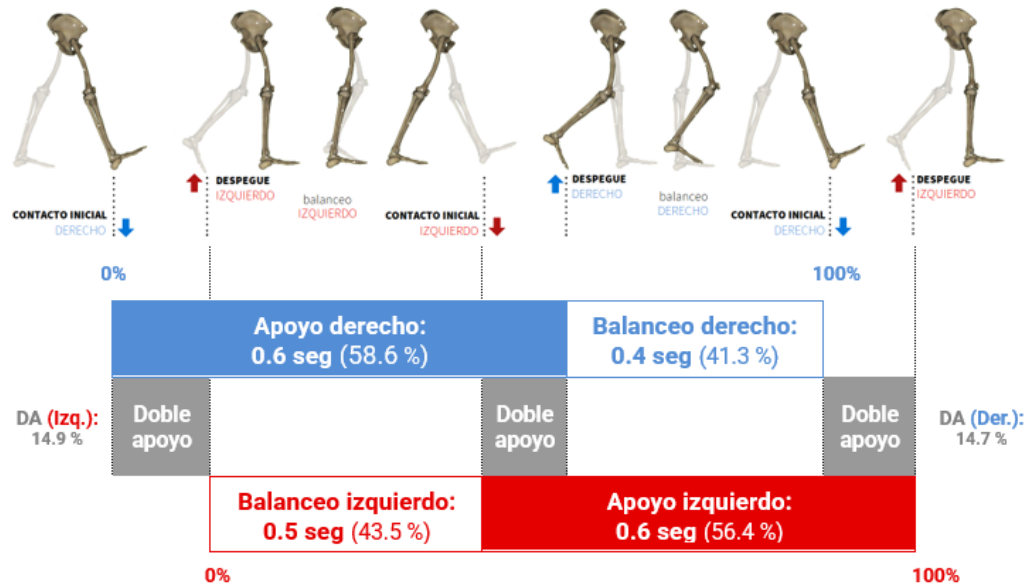 DESPEGUE
IZQUIERDO
balanceo
IZQUIERDO
CONTACTO INICIAL
DERECHO
CONTACTO INICIAL
IZQUIERDO
DESPEGUE
DERECHO
balanceo
DERECHO
CONTACTO INICIAL
DERECHO
DESPEGUE
IZQUIERDO
0%
100%
Apoyo derecho:
0.6 seg (58.6 %)
Balanceo derecho:
0.4 seg (41.3 %)
DA (Izq.):
14.9 %
Doble
apoyo
Doble
apoyo
Doble
apoyo
DA (Der.):
14.7 %
Balanceo izquierdo:
0.5 seg (43.5 %)
Apoyo izquierdo:
0.6 seg (56.4 %)
0%
100%